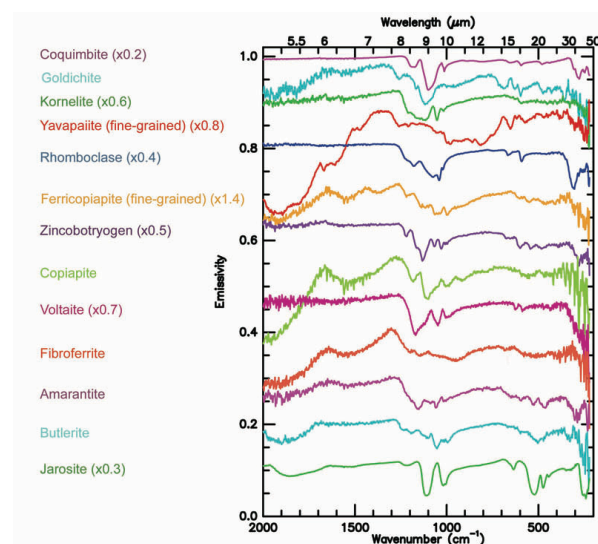 Wavelength (μm)
5.5 6 7 8 9 10 12 15 20 30 50
Coquimbite (x0.2)
Goldichite
Kornelite (x0.6)
Yavapaiite (fine-grained) (x0.8)
Rhomboclase (x0.4)
Ferricopiapite (fine-grained) (x1.4)
Zincobotryogen (x0.5)
Copiapite
Voltaite (x0.7)
Fibroferrite
Amarantite
Butlerite
Jarosite (x0.3)
Emissivity
1.0
0.8
0.6
0.4
0.2
0.0
2000 1500 1000 500
Wavenumber (cm⁻¹)